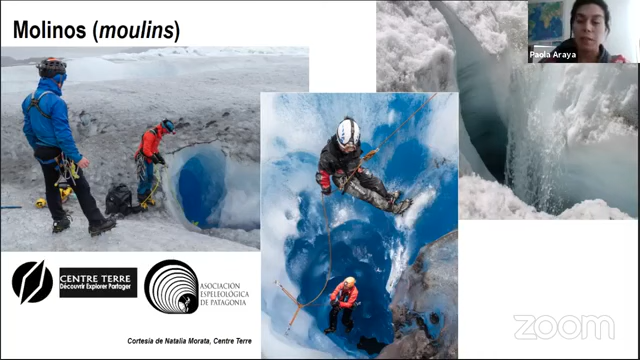 Molinos (moulins)
Paola Araya
CENTRE TERRE
Découvrir Explorer Partager
ASOCIACIÓN
ESPELEOLÓGICA
DE PATAGONIA
Cortesía de Natalia Morata, Centre Terre
zoom